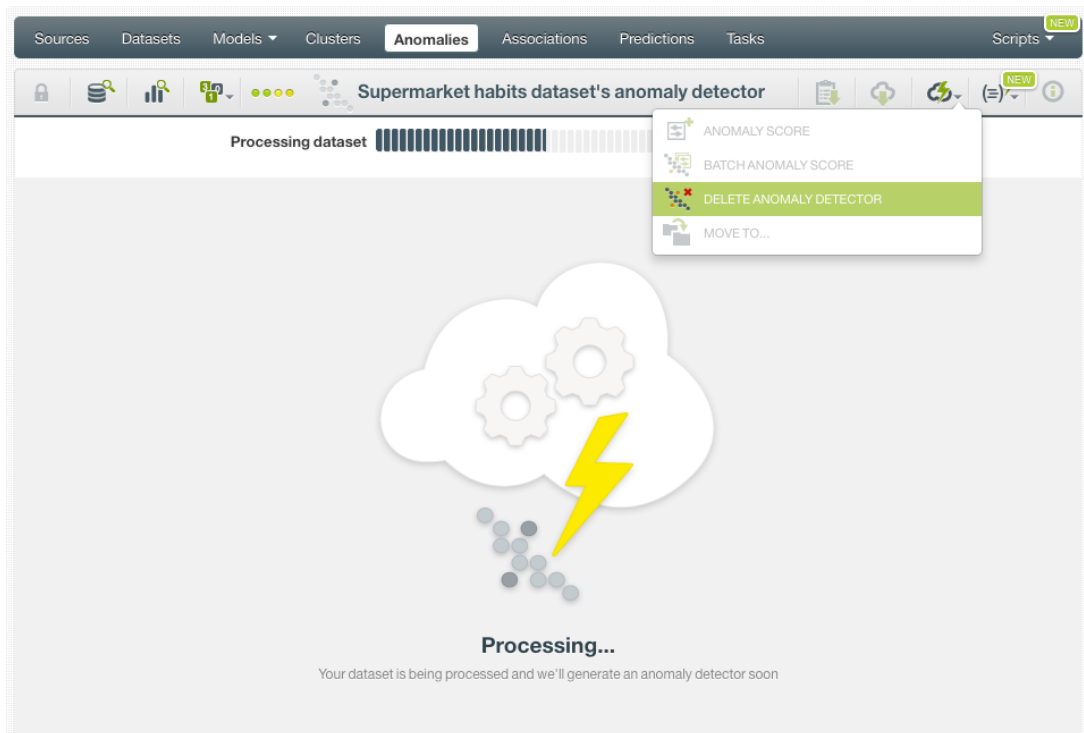 NEW
Sources Datasets Models Clusters Anomalies Associations Predictions Tasks Scripts
Supermarket habits dataset's anomaly detector (=) NEW
Processing dataset
ANOMALY SCORE
BATCH ANOMALY SCORE
DELETE ANOMALY DETECTOR
MOVE TO...
Processing...
Your dataset is being processed and we'll generate an anomaly detector soon